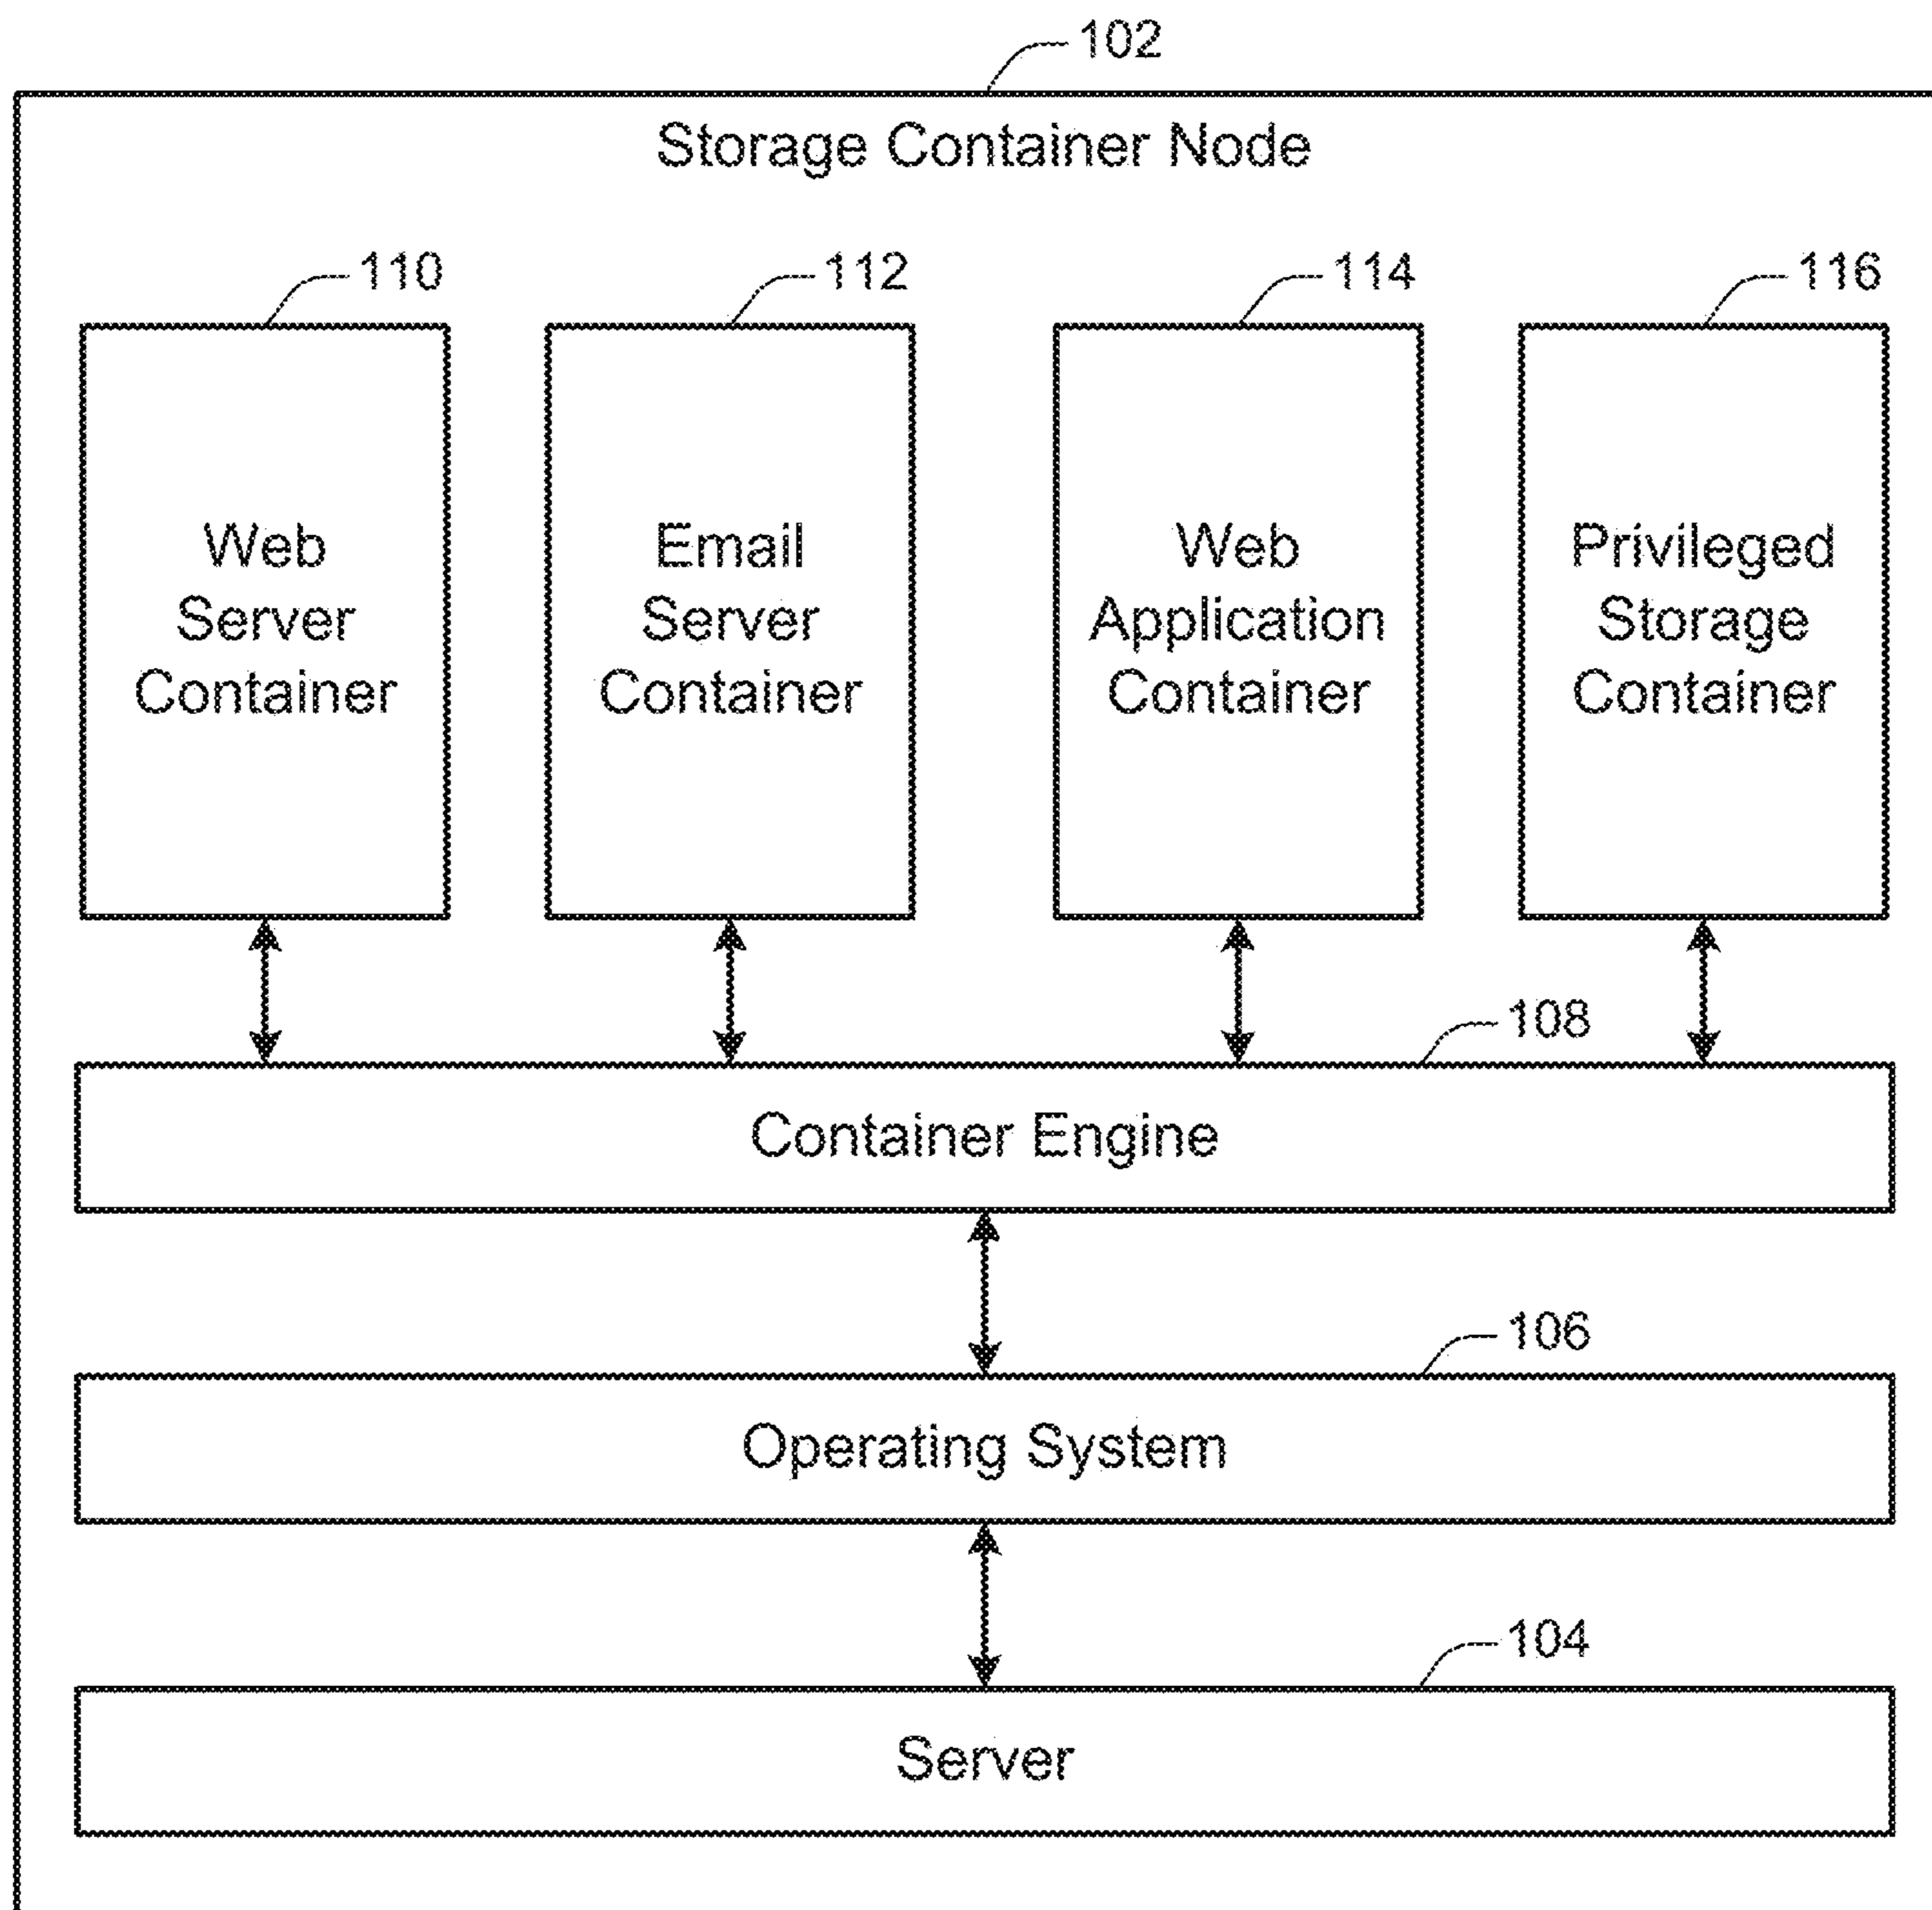 102
Storage Container Node
110
112
114
116
Web
Server
Container
Email
Server
Container
Web
Application
Container
Privileged
Storage
Container
108
Container Engine
106
Operating System
104
Server